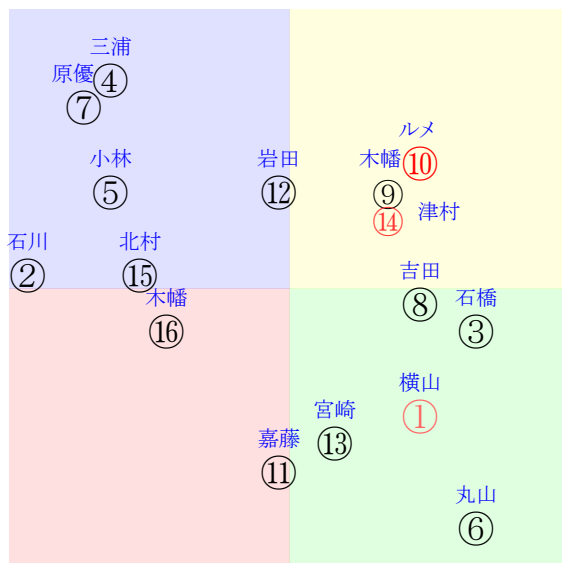 三浦
④
原優
⑦
ルメ
⑩
小林
⑤
岩田
⑫
木幡
⑨
津村
⑭
石川
②
北村
⑮
吉田
⑧
木幡
⑯
石橋
③
横山
①
宮崎
⑬
嘉藤
⑪
丸山
⑥